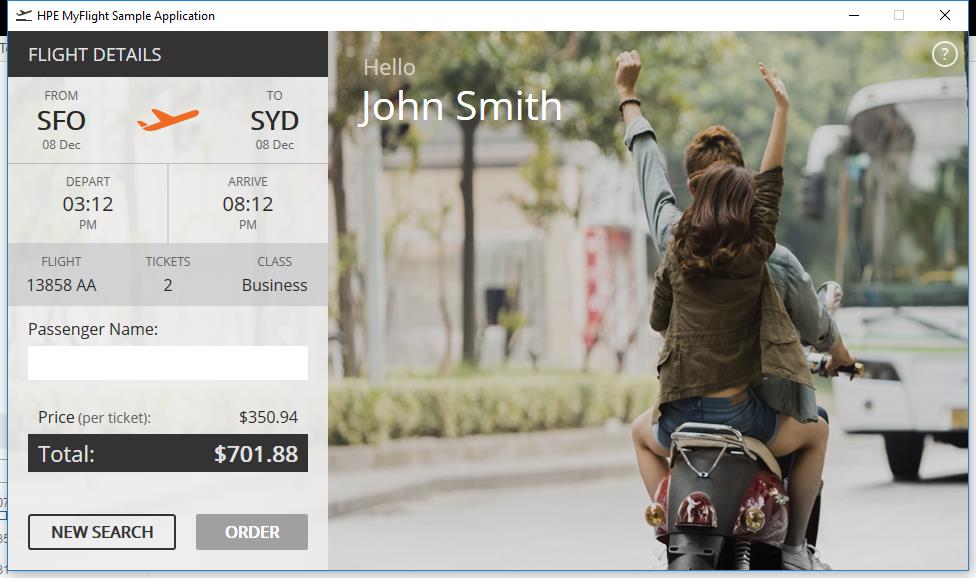 HPE MyFlight Sample Application
FLIGHT DETAILS
FROM
SFO
08 Dec
TO
SYD
08 Dec
DEPART
03:12
PM
ARRIVE
08:12
PM
FLIGHT
13858 AA
TICKETS
2
CLASS
Business
Passenger Name:
Price (per ticket): $350.94
Total: $701.88
NEW SEARCH
ORDER
Hello
John Smith
?